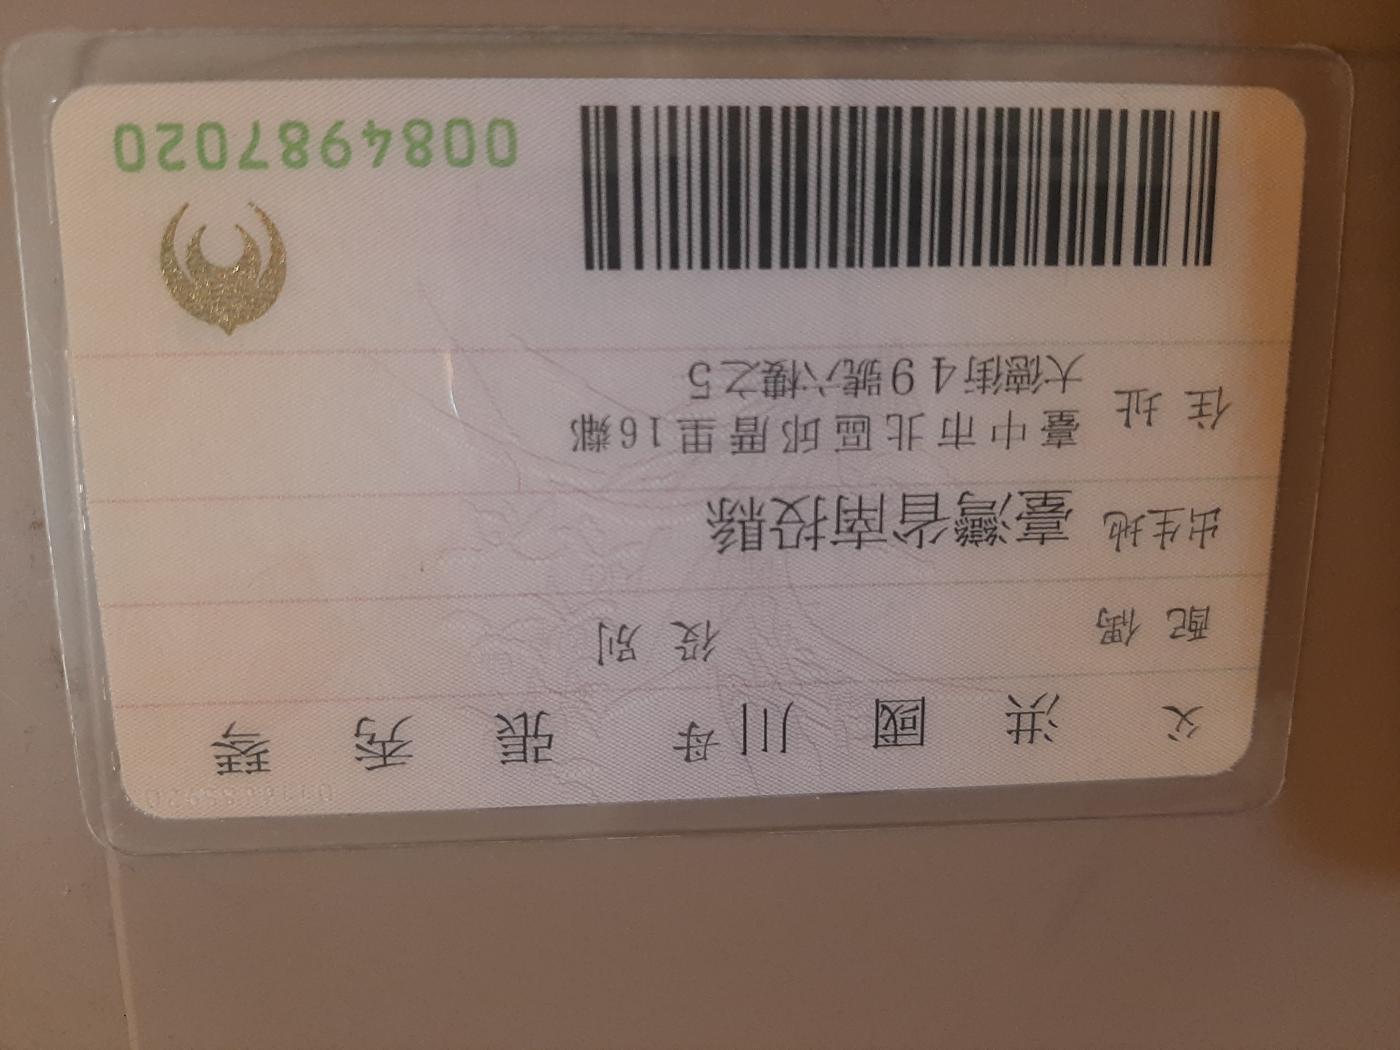 父 洪國川 母 張秀琴
配偶 役別
出生地 臺灣省南投縣
住址 臺中市北區邱厝里16鄰
大德街49號六樓之5
0084987020